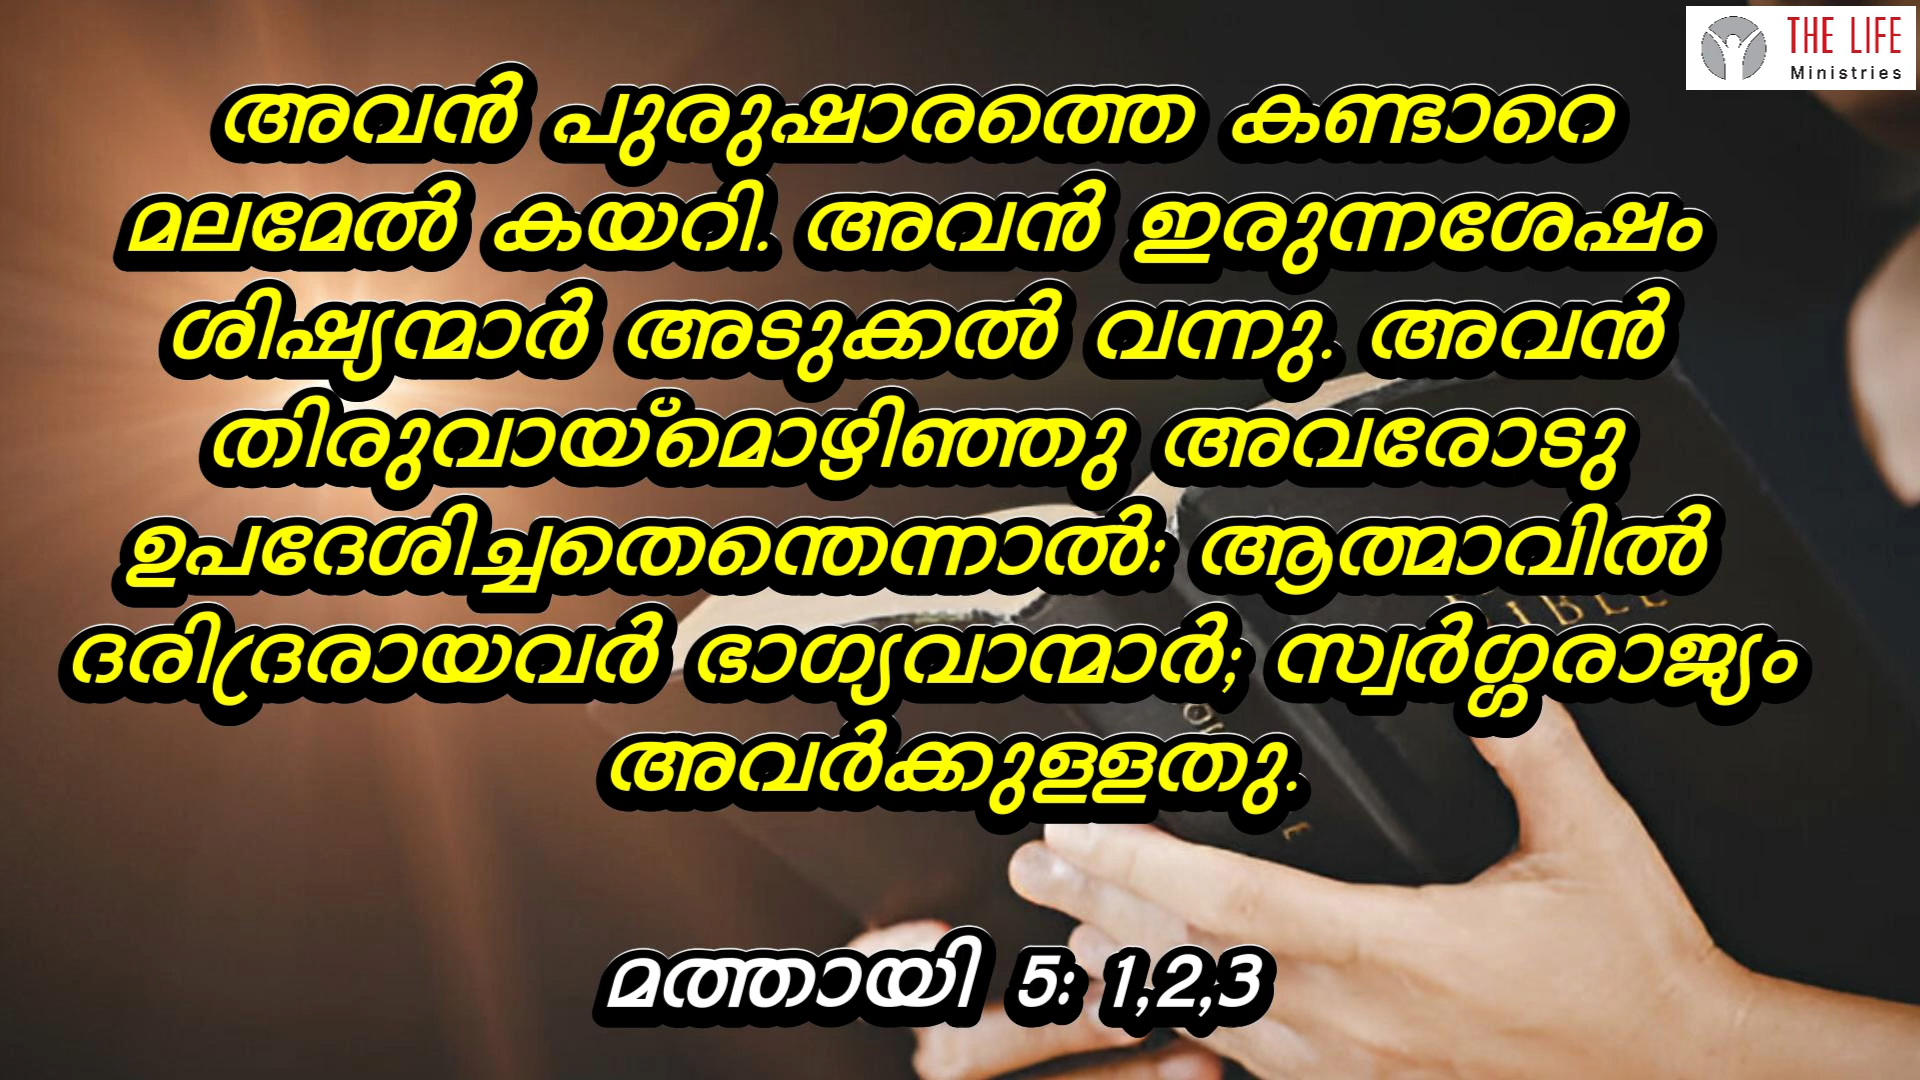 THE LIFE
Ministries
അവൻ പുരുഷാരത്തെ കണ്ടാറെ
മലമേൽ കയറി. അവൻ ഇരുന്നശേഷം
ശിഷ്യന്മാർ അടുക്കൽ വന്നു. അവൻ
തിരുവായ്മൊഴിഞ്ഞു അവരോടു
ഉപദേശിച്ചതെന്തെന്നാൽ: ആത്മാവിൽ
ദരിദ്രരായവർ ഭാഗ്യവാന്മാർ; സ്വർഗ്ഗരാജ്യം
അവർക്കുള്ളതു.
മത്തായി 5: 1,2,3